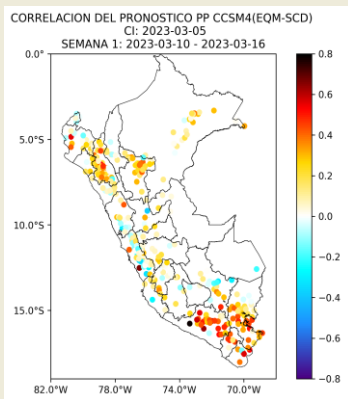 CORRELACION DEL PRONOSTICO PP CCSM4(EQM-SCD)
CI: 2023-03-05
SEMANA 1: 2023-03-10 - 2023-03-16
0.0°
5.0°S
10.0°S
15.0°S
82.0°W
78.0°W
74.0°W
70.0°W
0.8
0.6
0.4
0.2
0.0
−0.2
−0.4
−0.6
−0.8